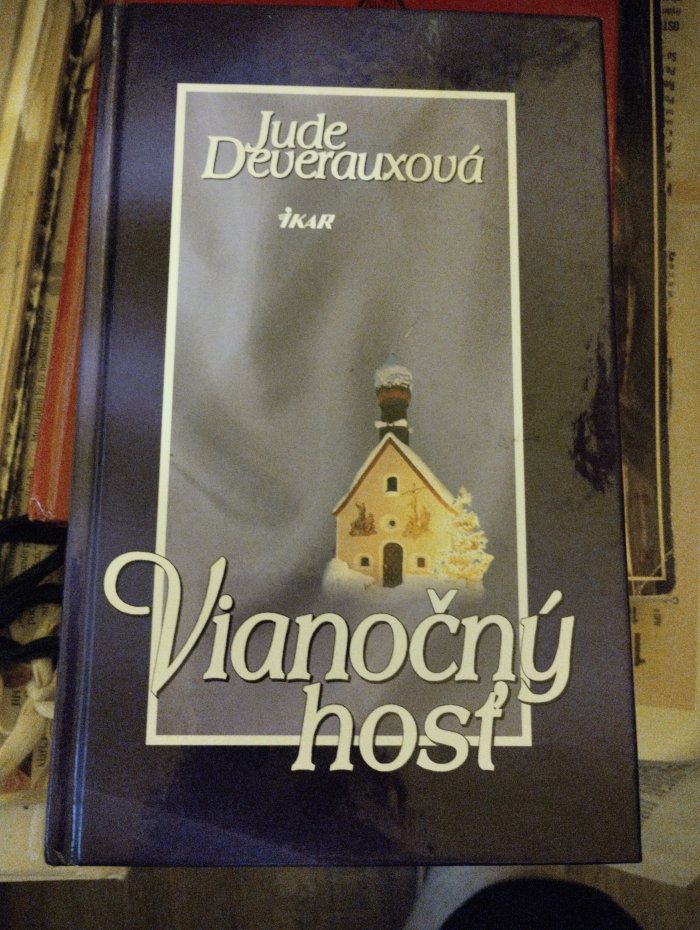 Jude
Deverauxová
iKAR
Vianočný
hosť